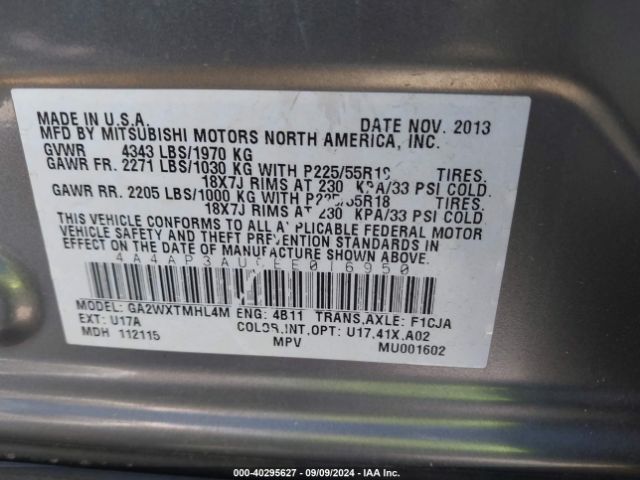 MADE IN U.S.A. DATE NOV. 2013
MFD BY MITSUBISHI MOTORS NORTH AMERICA, INC.
GVWR 4343 LBS/1970 KG
GAWR FR. 2271 LBS/1030 KG WITH P225/55R18 TIRES.
18X7J RIMS AT 230 KPA/33 PSI COLD.
GAWR RR. 2205 LBS/1000 KG WITH P225/55R18 TIRES.
18X7J RIMS AT 230 KPA/33 PSI COLD.
THIS VEHICLE CONFORMS TO ALL APPLICABLE FEDERAL MOTOR
VEHICLE SAFETY AND THEFT PREVENTION STANDARDS IN
EFFECT ON THE DATE OF MANUFACTURE SHOWN ABOVE.
MODEL: GA2WXTMHL4M ENG: 4B11 TRANS.AXLE: F1CJA
EXT: U17A COLOR.INT.OPT: U17.41X.A02
MDH 112115 MPV MU001602
000-40295627 - 09/09/2024 - IAA Inc.